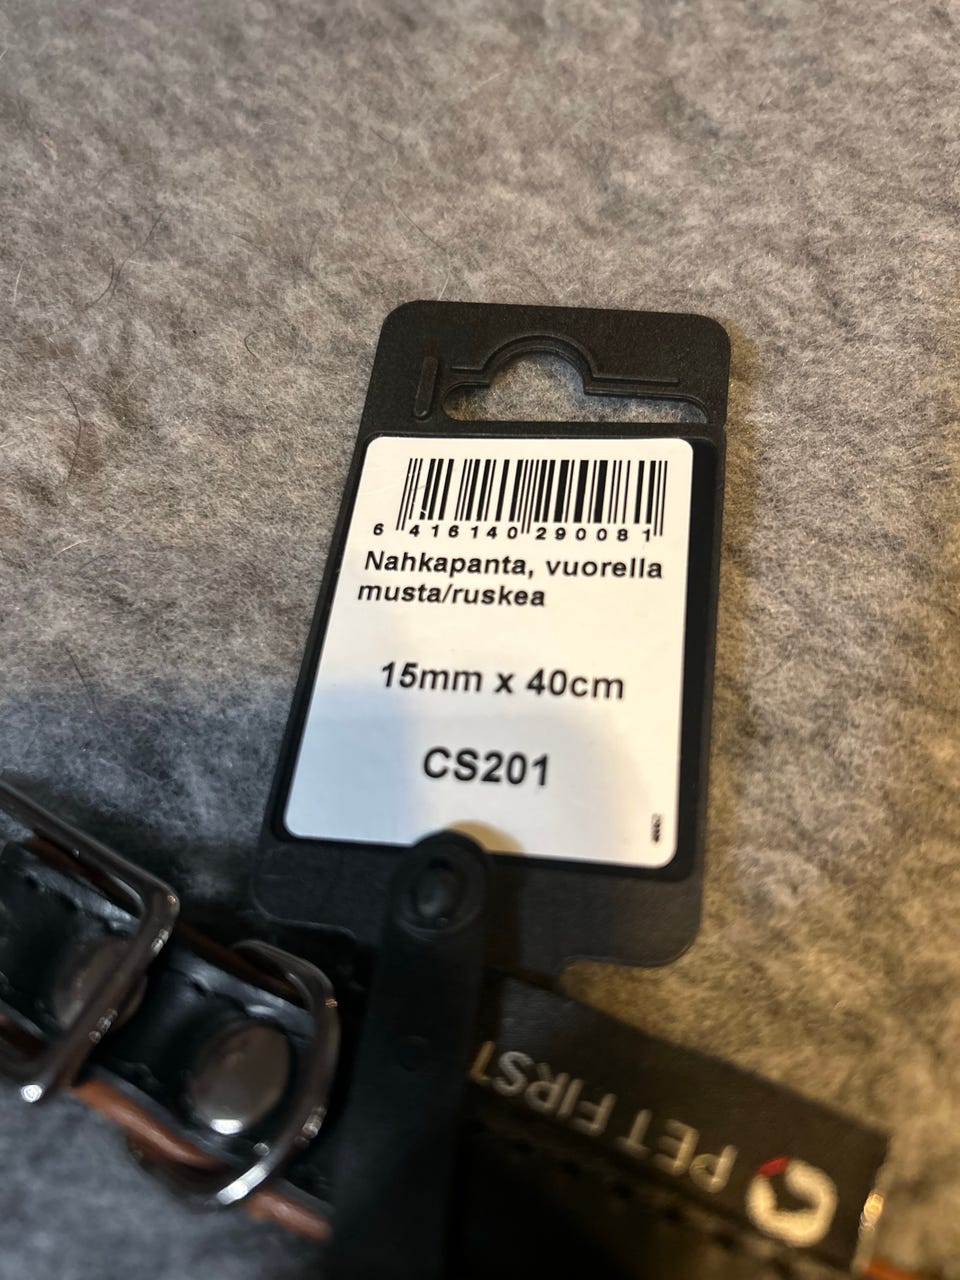 6 416140 290081
Nahkapanta, vuorella
musta/ruskea
15mm x 40cm
CS201
PET FIRST